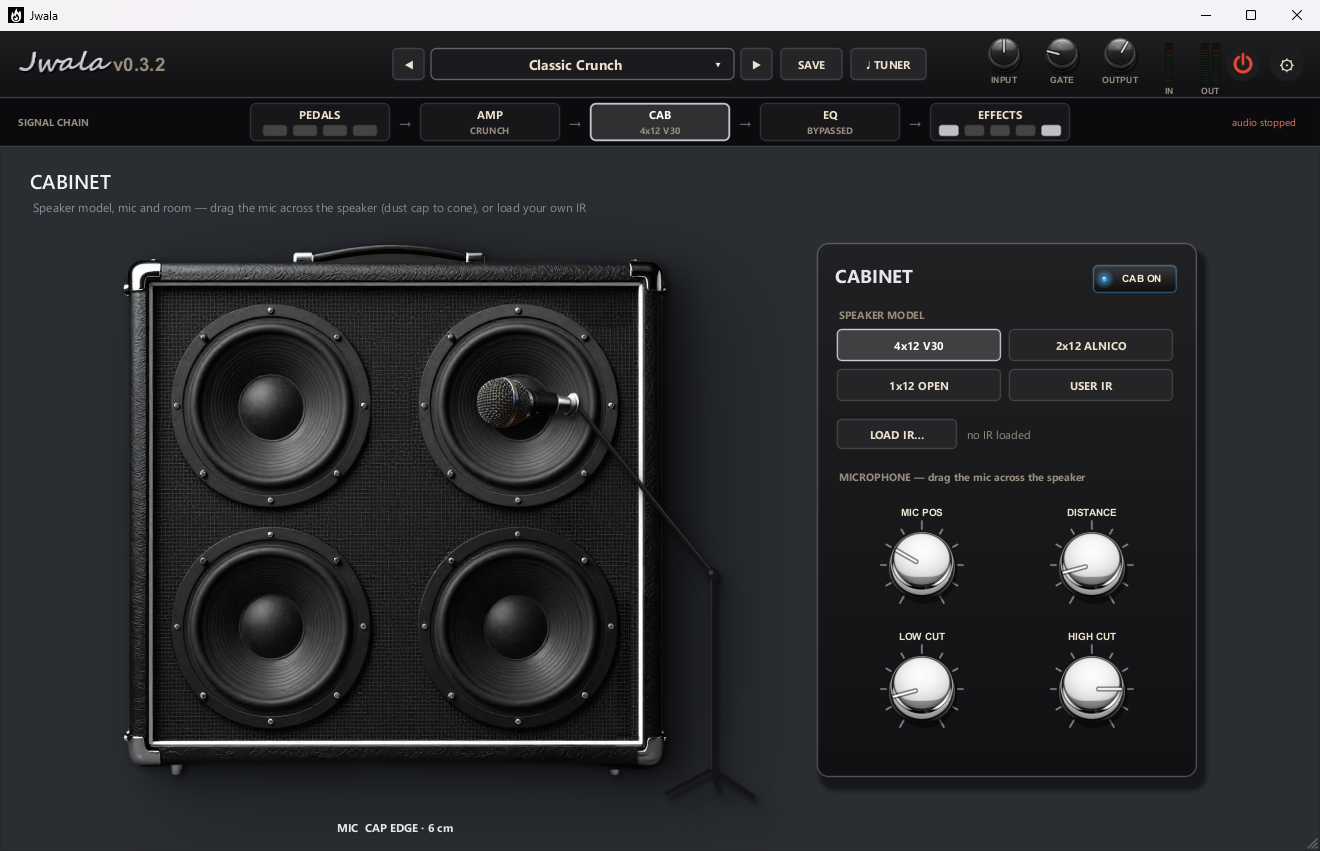 Jwala
Jwala v0.3.2
Classic Crunch
SAVE
TUNER
INPUT
GATE
OUTPUT
IN
OUT
SIGNAL CHAIN
PEDALS
AMP
CRUNCH
CAB
4x12 V30
EQ
BYPASSED
EFFECTS
audio stopped
CABINET
Speaker model, mic and room — drag the mic across the speaker (dust cap to cone), or load your own IR
CABINET
CAB ON
SPEAKER MODEL
4x12 V30
2x12 ALNICO
1x12 OPEN
USER IR
LOAD IR...
no IR loaded
MICROPHONE — drag the mic across the speaker
MIC POS
DISTANCE
LOW CUT
HIGH CUT
MIC CAP EDGE · 6 cm